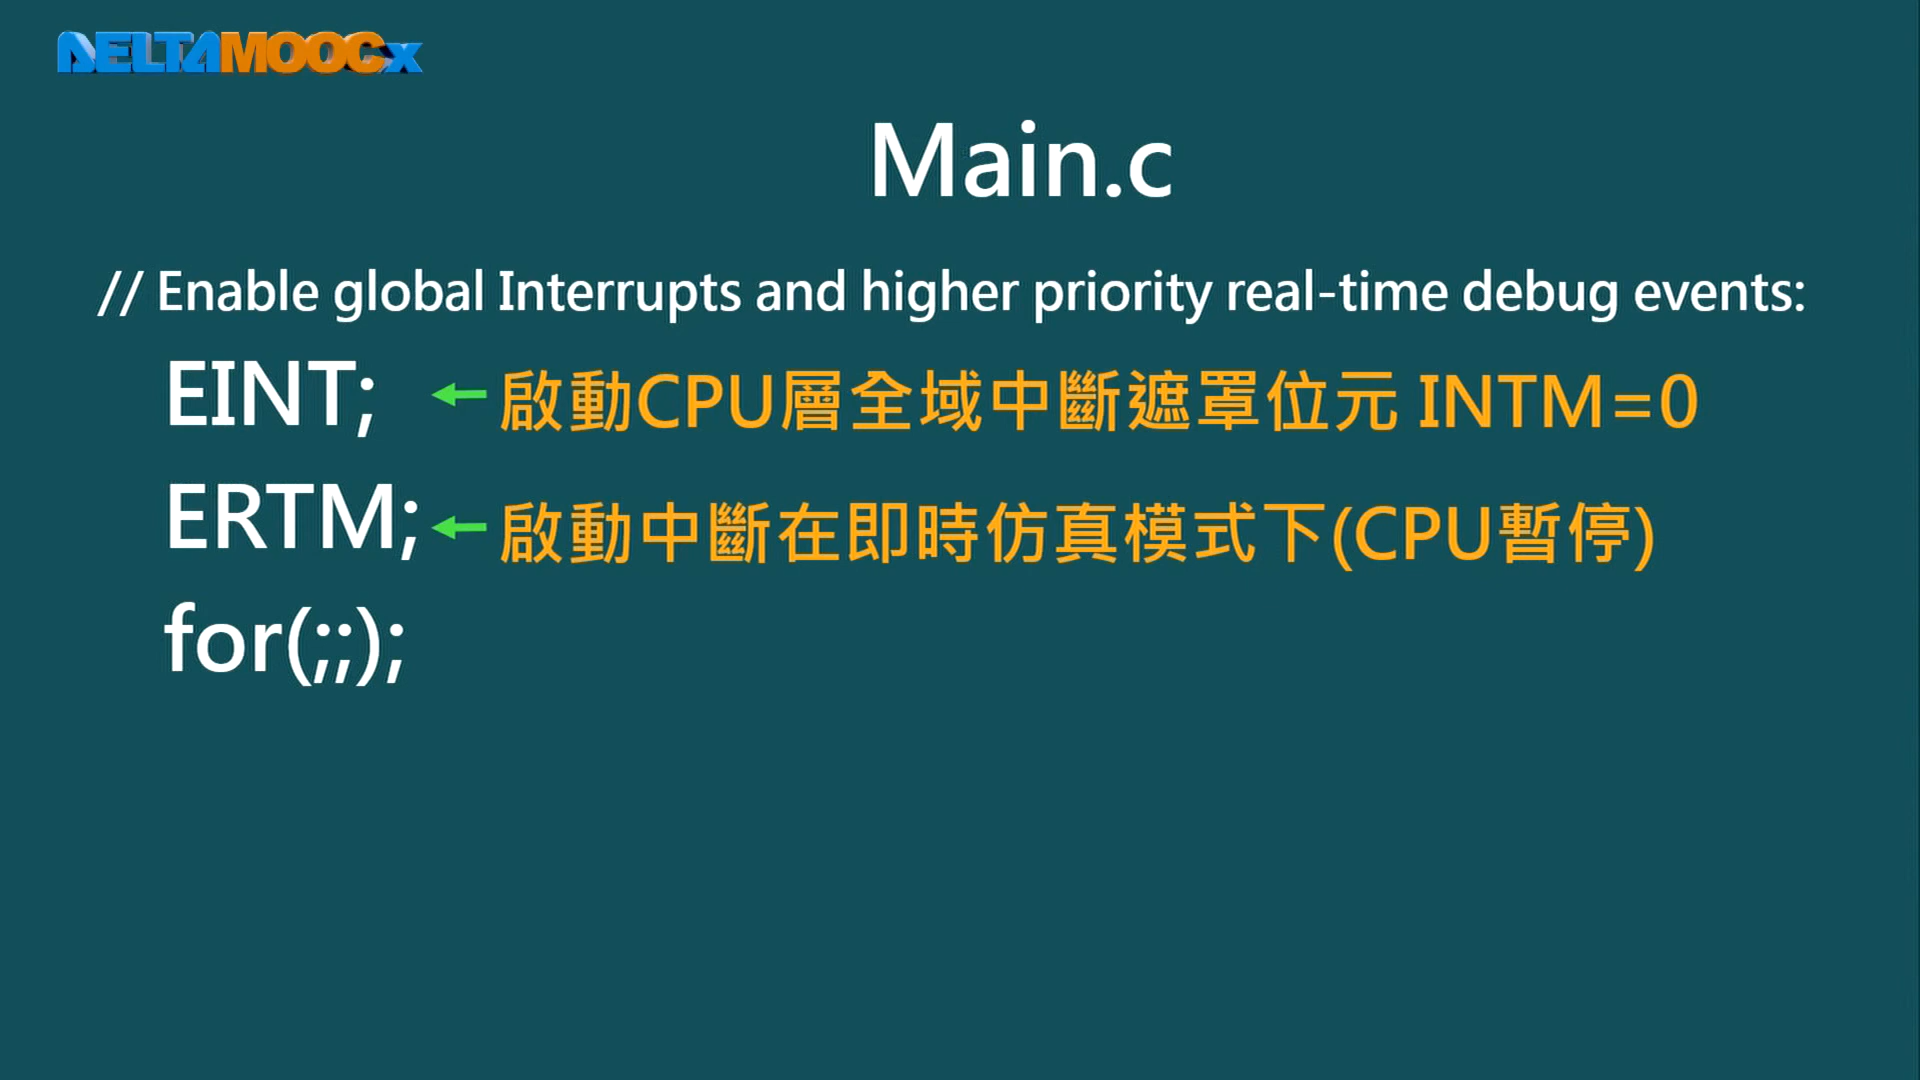 DELTAMOOCx
Main.c
// Enable global Interrupts and higher priority real-time debug events:
EINT; ← 啟動CPU層全域中斷遮罩位元 INTM=0
ERTM; ← 啟動中斷在即時仿真模式下(CPU暫停)
for(;;);